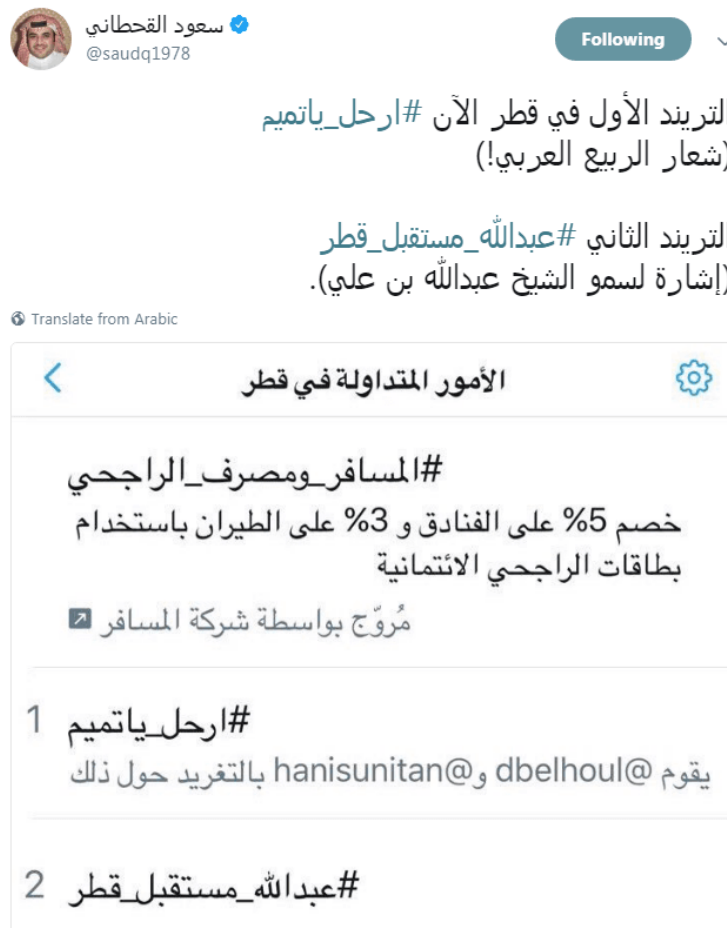 سعود القحطاني
@saudq1978
Following
لتريند الأول في قطر الآن #ارحل_ياتميم
(شعار الربيع العربي!)
لتريند الثاني #عبدالله_مستقبل_قطر
(إشارة لسمو الشيخ عبدالله بن علي).
Translate from Arabic
الأمور المتداولة في قطر
#المسافر_ومصرف_الراجحي
خصم 5% على الفنادق و 3% على الطيران باستخدام
بطاقات الراجحي الائتمانية
مُروّج بواسطة شركة المسافر
1 #ارحل_ياتميم
يقوم @dbelhoul و@hanisunitan بالتغريد حول ذلك
2 #عبدالله_مستقبل_قطر